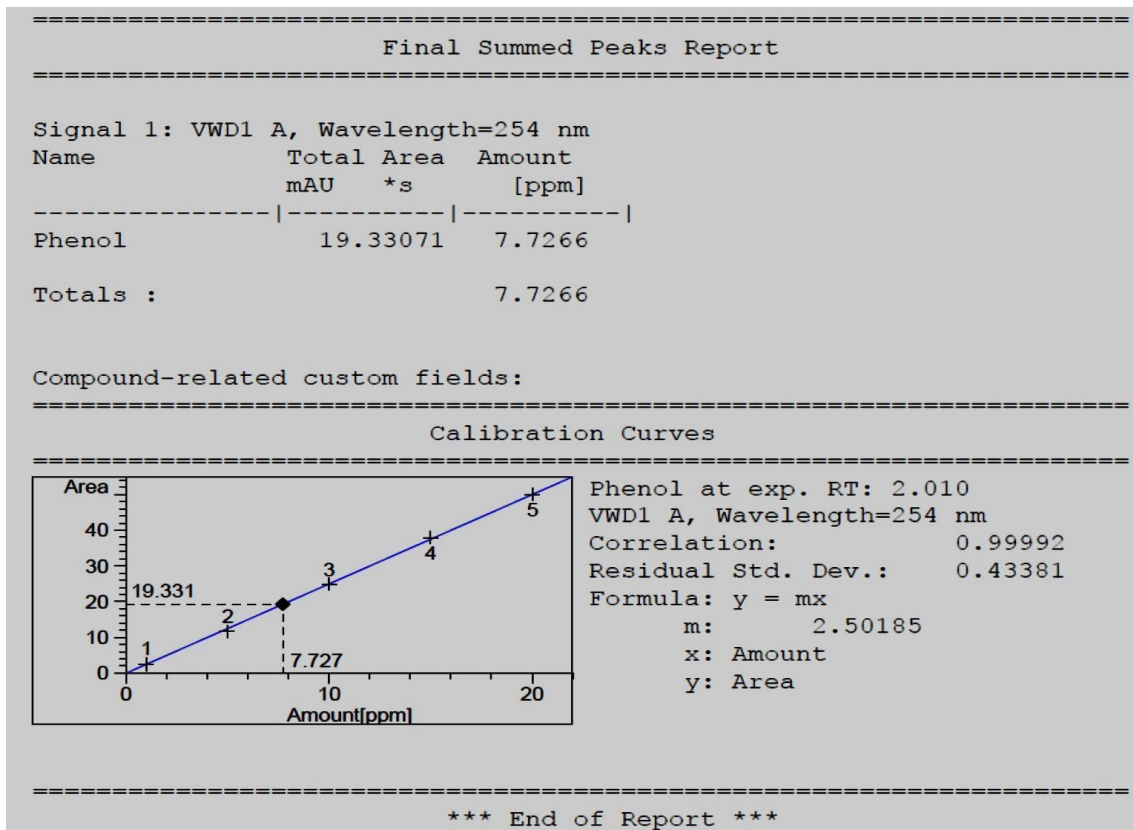 ======================================================================
Final Summed Peaks Report
======================================================================
Signal 1: VWD1 A, Wavelength=254 nm
Name Total Area Amount
mAU *s [ppm]
---------------|----------|----------|
Phenol 19.33071 7.7266
Totals : 7.7266
Compound-related custom fields:
======================================================================
Calibration Curves
======================================================================
Area
40
30
20
10
0
19.331
7.727
1
2
3
4
5
0 10 20
Amount[ppm]
Phenol at exp. RT: 2.010
VWD1 A, Wavelength=254 nm
Correlation: 0.99992
Residual Std. Dev.: 0.43381
Formula: y = mx
m: 2.50185
x: Amount
y: Area
======================================================================
*** End of Report ***